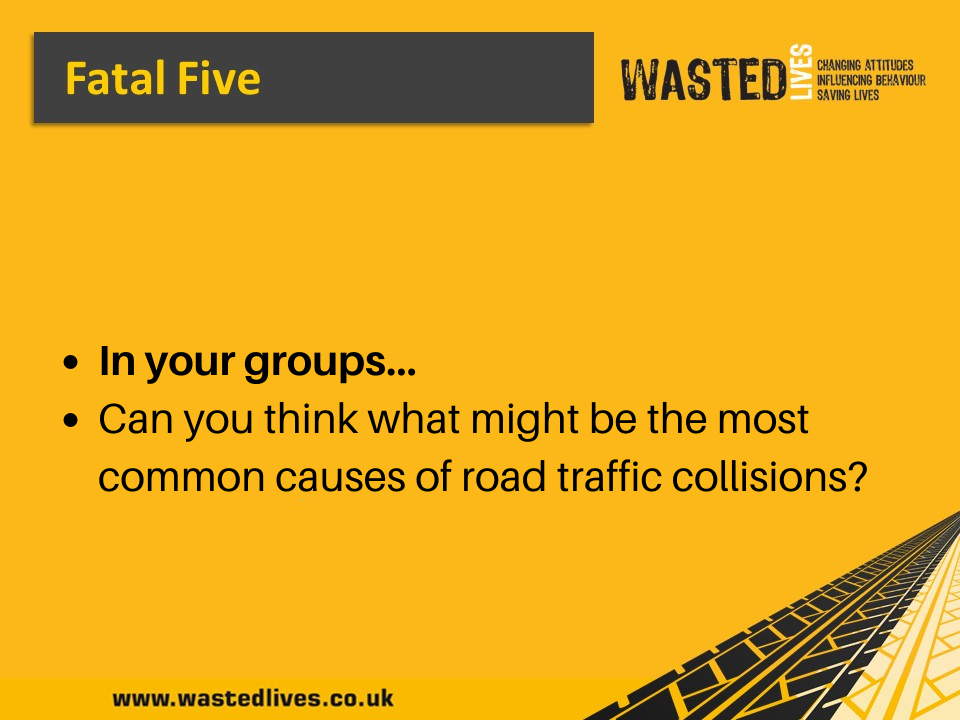 Fatal Five
WASTED LIVES
CHANGING ATTITUDES
INFLUENCING BEHAVIOUR
SAVING LIVES
• In your groups...
• Can you think what might be the most
common causes of road traffic collisions?
www.wastedlives.co.uk